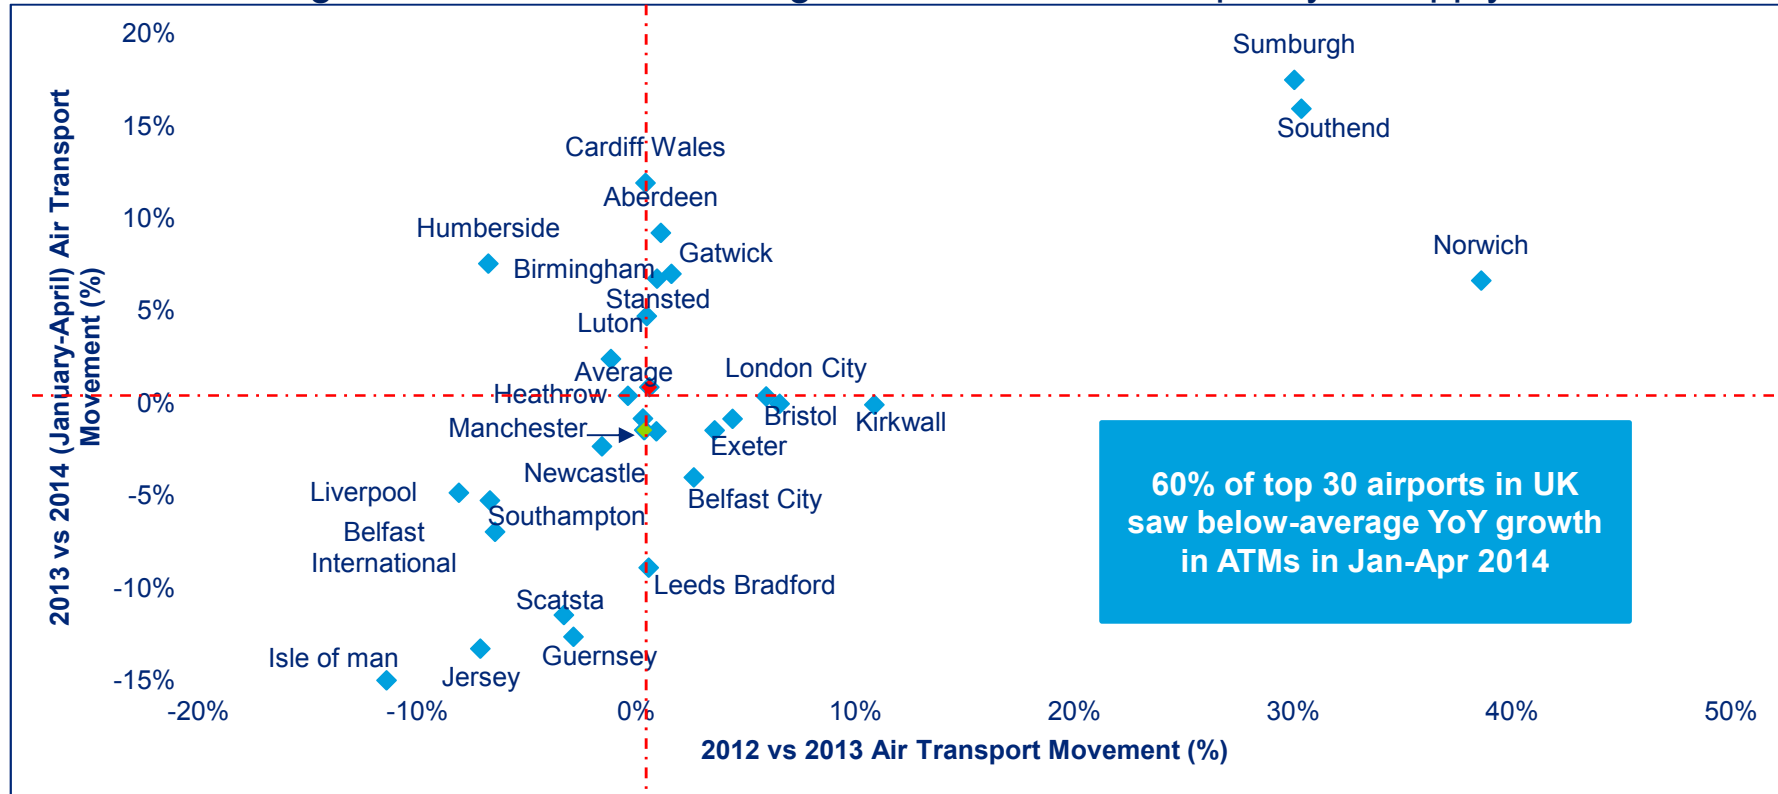 20%
15%
10%
5%
0%
-5%
-10%
-15%
2013 vs 2014 (January-April) Air Transport
Movement (%)
Sumburgh
Southend
Cardiff Wales
Aberdeen
Humberside
Gatwick
Birmingham
Norwich
Stansted
Luton
Average
London City
Heathrow
Bristol
Kirkwall
Manchester
Exeter
Newcastle
Liverpool
Belfast City
Southampton
Belfast
International
Leeds Bradford
Scatsta
Guernsey
Isle of man
Jersey
60% of top 30 airports in UK
saw below-average YoY growth
in ATMs in Jan-Apr 2014
-20%
-10%
0%
10%
20%
30%
40%
50%
2012 vs 2013 Air Transport Movement (%)